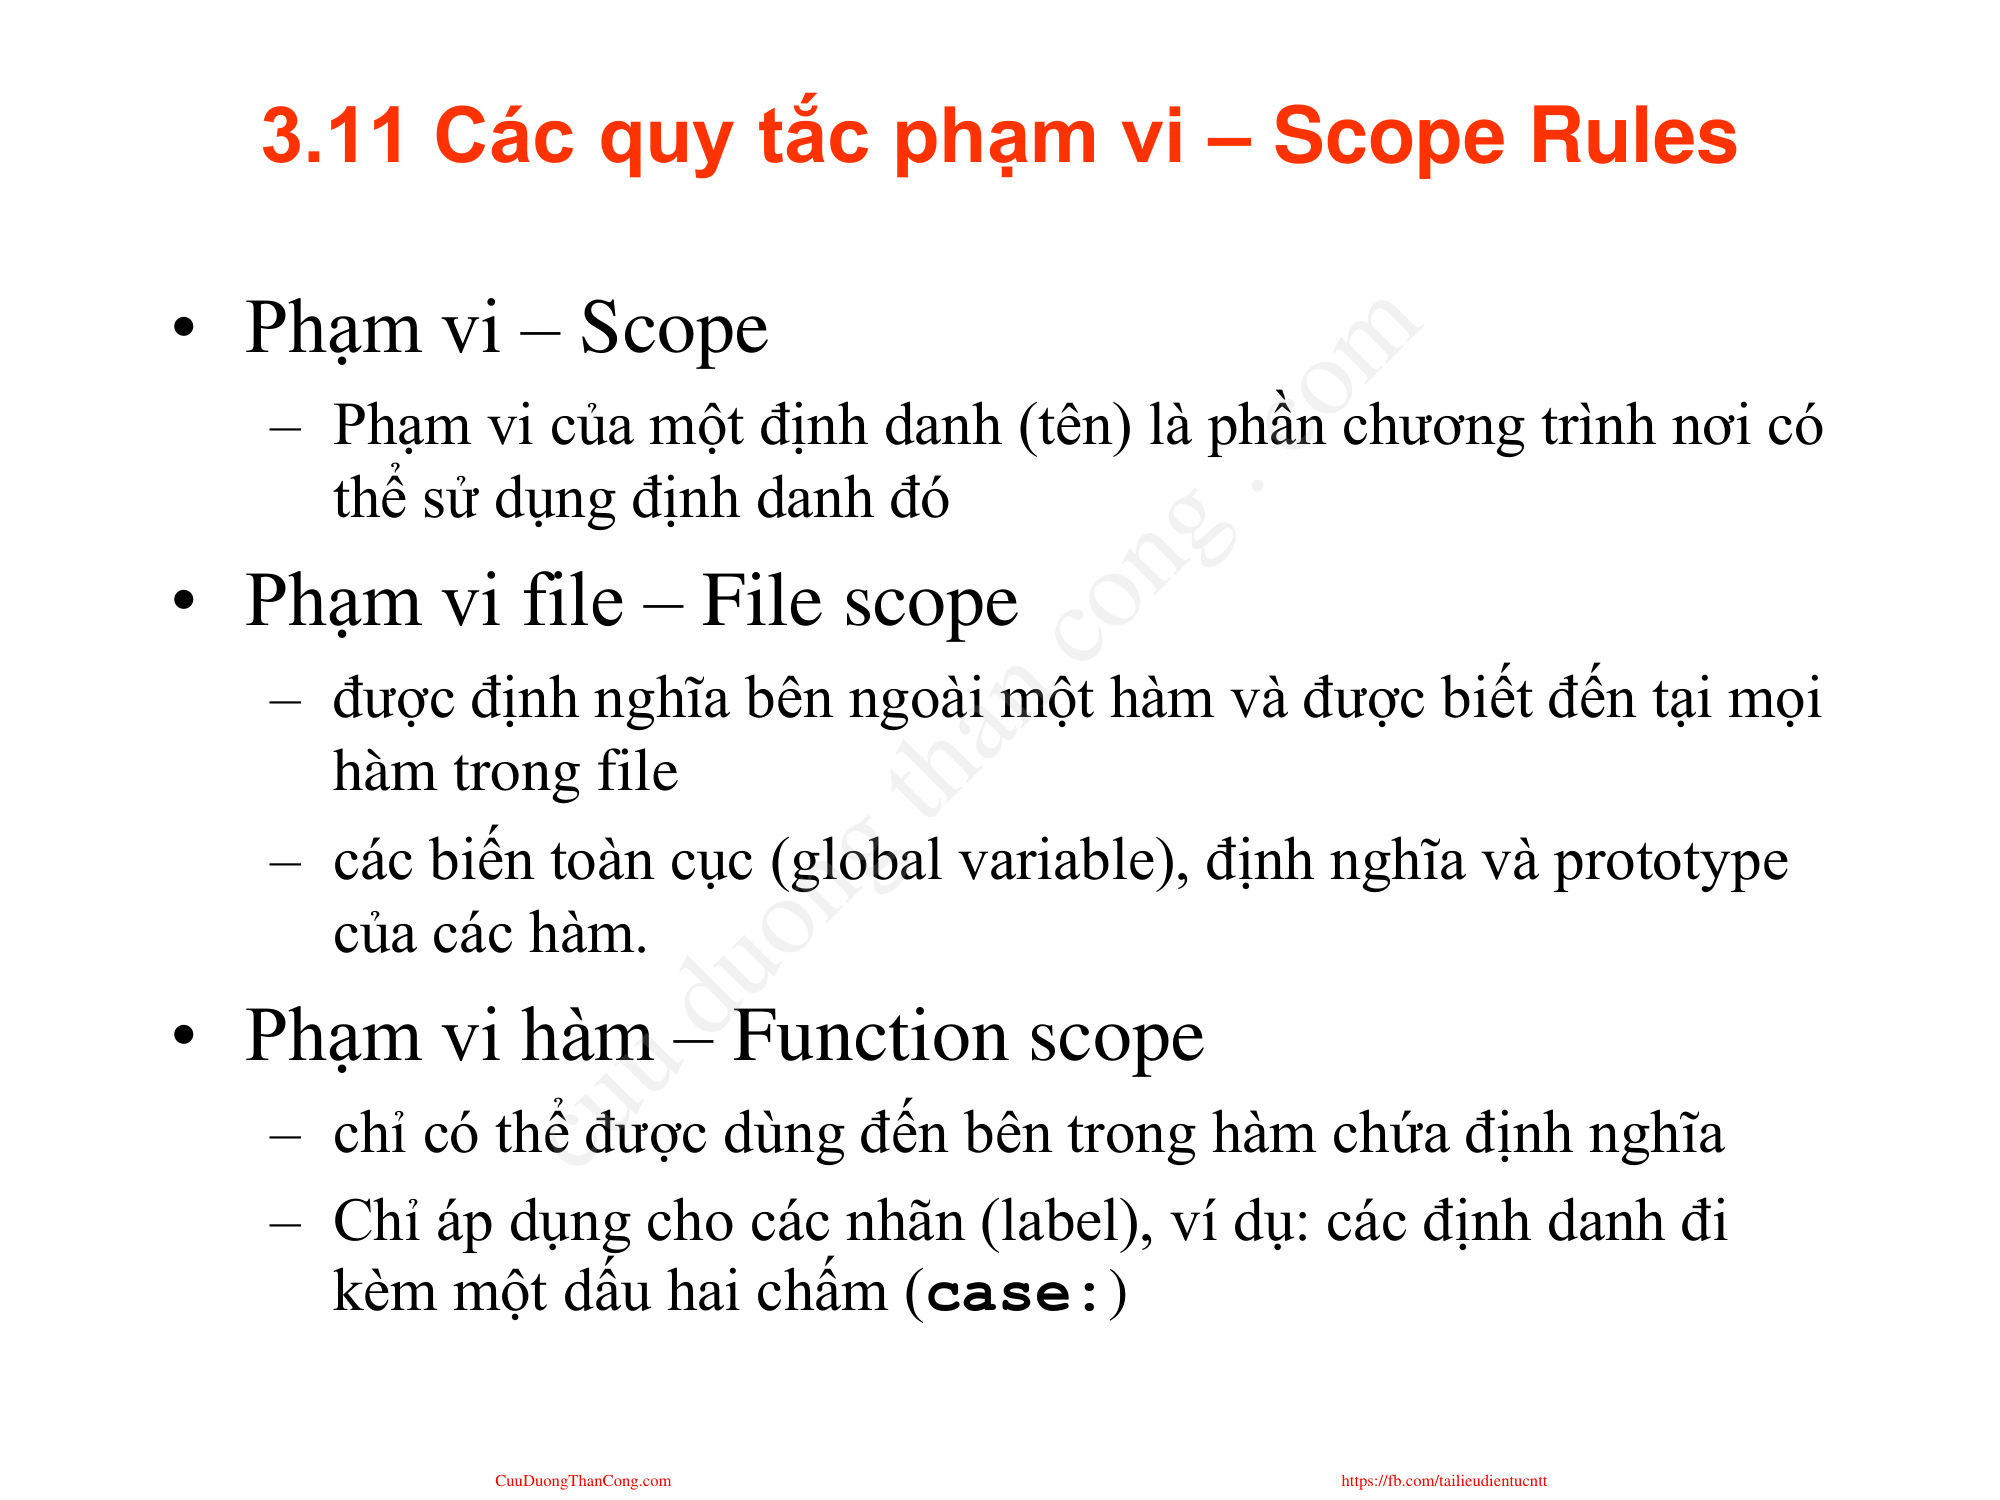 3.11 Các quy tắc phạm vi – Scope Rules
• Phạm vi – Scope
– Phạm vi của một định danh (tên) là phần chương trình nơi có
thể sử dụng định danh đó
• Phạm vi file – File scope
– được định nghĩa bên ngoài một hàm và được biết đến tại mọi
hàm trong file
– các biến toàn cục (global variable), định nghĩa và prototype
của các hàm.
• Phạm vi hàm – Function scope
– chỉ có thể được dùng đến bên trong hàm chứa định nghĩa
– Chỉ áp dụng cho các nhãn (label), ví dụ: các định danh đi
kèm một dấu hai chấm (case:)
cuu duong than cong . com
CuuDuongThanCong.com
https://fb.com/tailieudientucntt